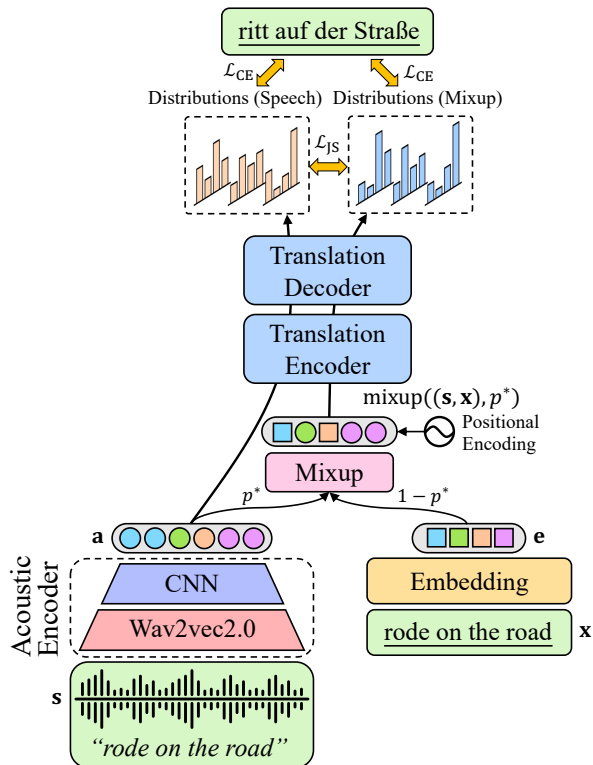 ritt auf der Straße
ℒCE
ℒCE
Distributions (Speech)
Distributions (Mixup)
ℒJS
Translation
Decoder
Translation
Encoder
mixup((s, x), p*)
Positional
Encoding
Mixup
p*
1 − p*
a
e
Acoustic
Encoder
CNN
Wav2vec2.0
Embedding
rode on the road
x
s
“rode on the road”